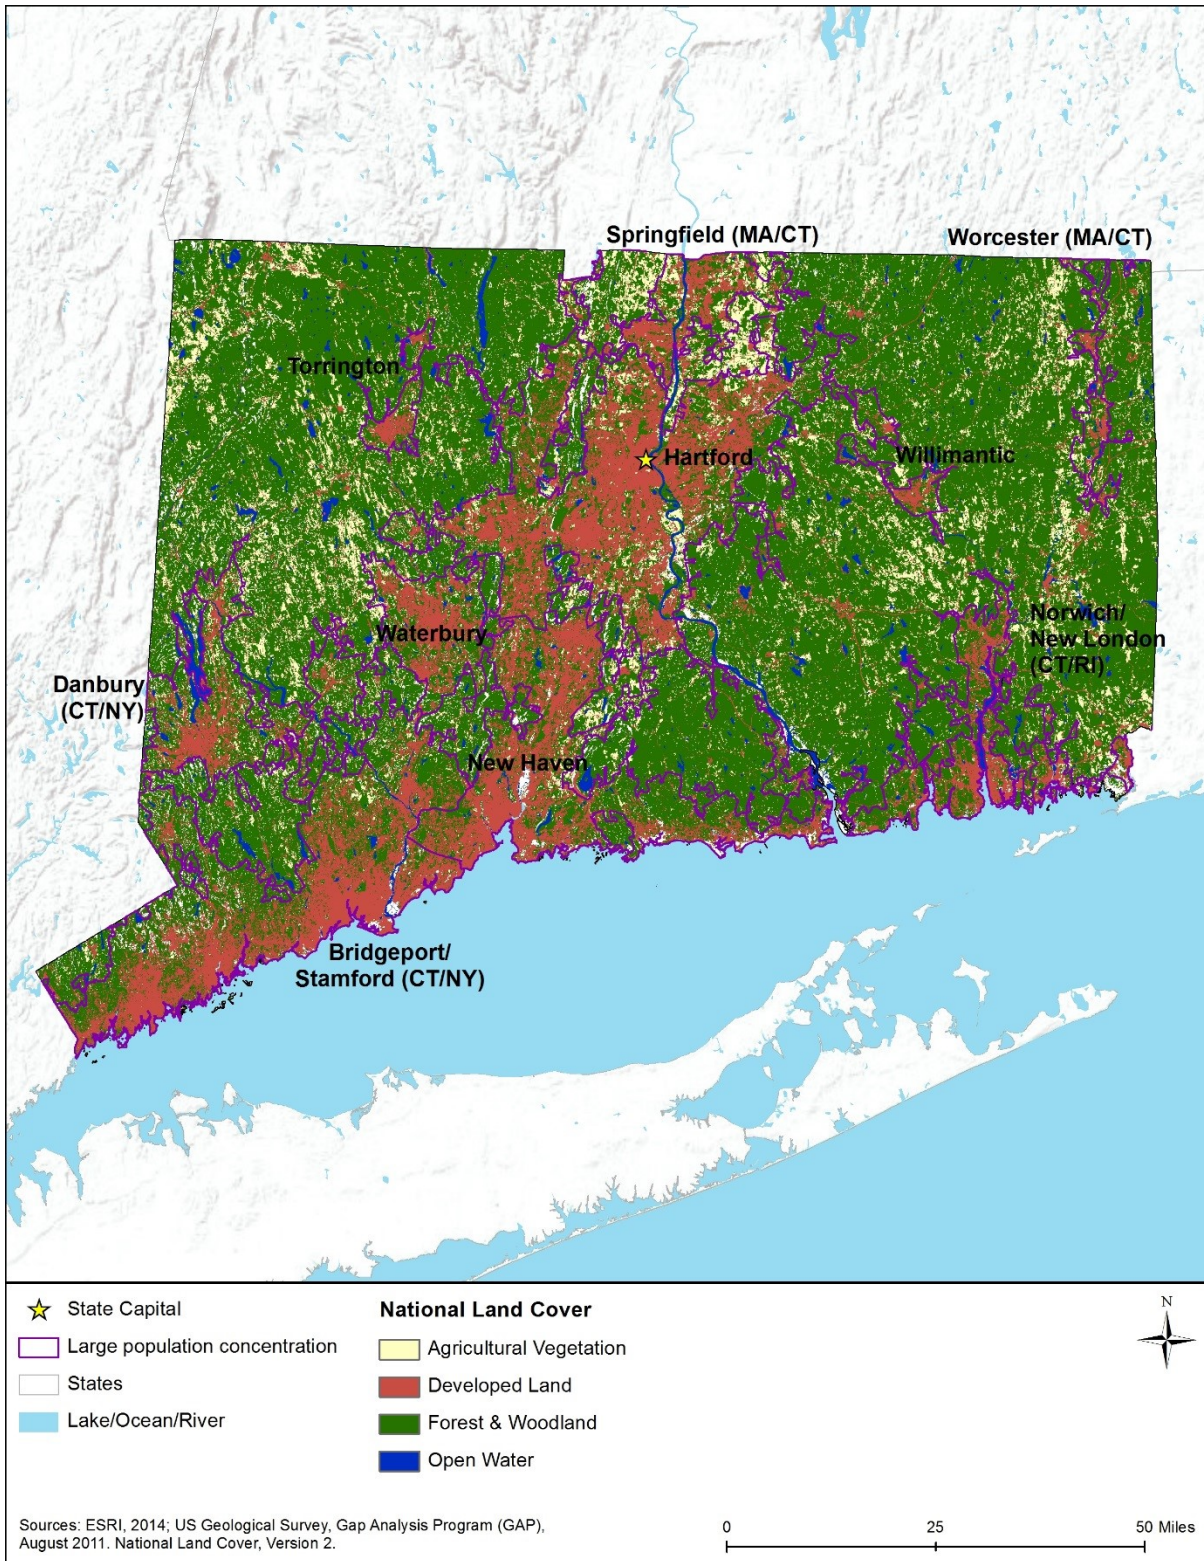 Springfield (MA/CT)
Worcester (MA/CT)
Torrington
Hartford
Willimantic
Waterbury
Norwich/
New London
(CT/RI)
Danbury
(CT/NY)
New Haven
Bridgeport/
Stamford (CT/NY)
State Capital
Large population concentration
States
Lake/Ocean/River
National Land Cover
Agricultural Vegetation
Developed Land
Forest & Woodland
Open Water
N
Sources: ESRI, 2014; US Geological Survey, Gap Analysis Program (GAP),
August 2011. National Land Cover, Version 2.
0 25 50 Miles